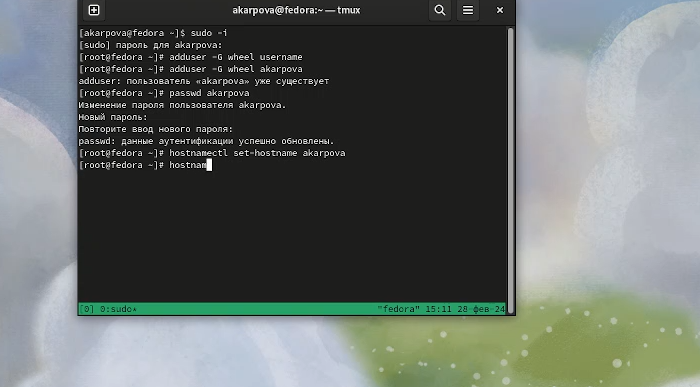 akarpova@fedora:~ — tmux
[akarpova@fedora ~]$ sudo -i
[sudo] пароль для akarpova:
[root@fedora ~]# adduser -G wheel username
[root@fedora ~]# adduser -G wheel akarpova
adduser: пользователь «akarpova» уже существует
[root@fedora ~]# passwd akarpova
Изменение пароля пользователя akarpova.
Новый пароль:
Повторите ввод нового пароля:
passwd: данные аутентификации успешно обновлены.
[root@fedora ~]# hostnamectl set-hostname akarpova
[root@fedora ~]# hostnam
[0] 0:sudo* "fedora" 15:11 28-фев-24